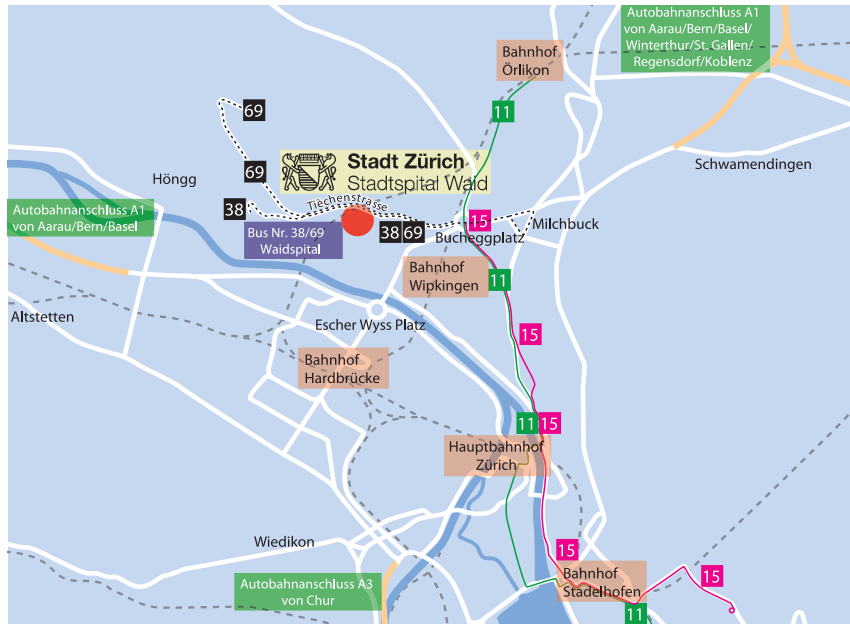 Autobahnanschluss A1
von Aarau/Bern/Basel/
Winterthur/St. Gallen/
Regensdorf/Koblenz
Bahnhof
Örlikon
11
69
Stadt Zürich
Stadtspital Waid
69
Schwamendingen
Höngg
Tièchenstrasse
38
Autobahnanschluss A1
von Aarau/Bern/Basel
Bus Nr. 38/69
Waidspital
38 69
15
Milchbuck
Bucheggplatz
Bahnhof
Wipkingen
11
Altstetten
Escher Wyss Platz
15
Bahnhof
Hardbrücke
11 15
Hauptbahnhof
Zürich
Wiedikon
15
Bahnhof
Stadelhofen
15
Autobahnanschluss A3
von Chur
11